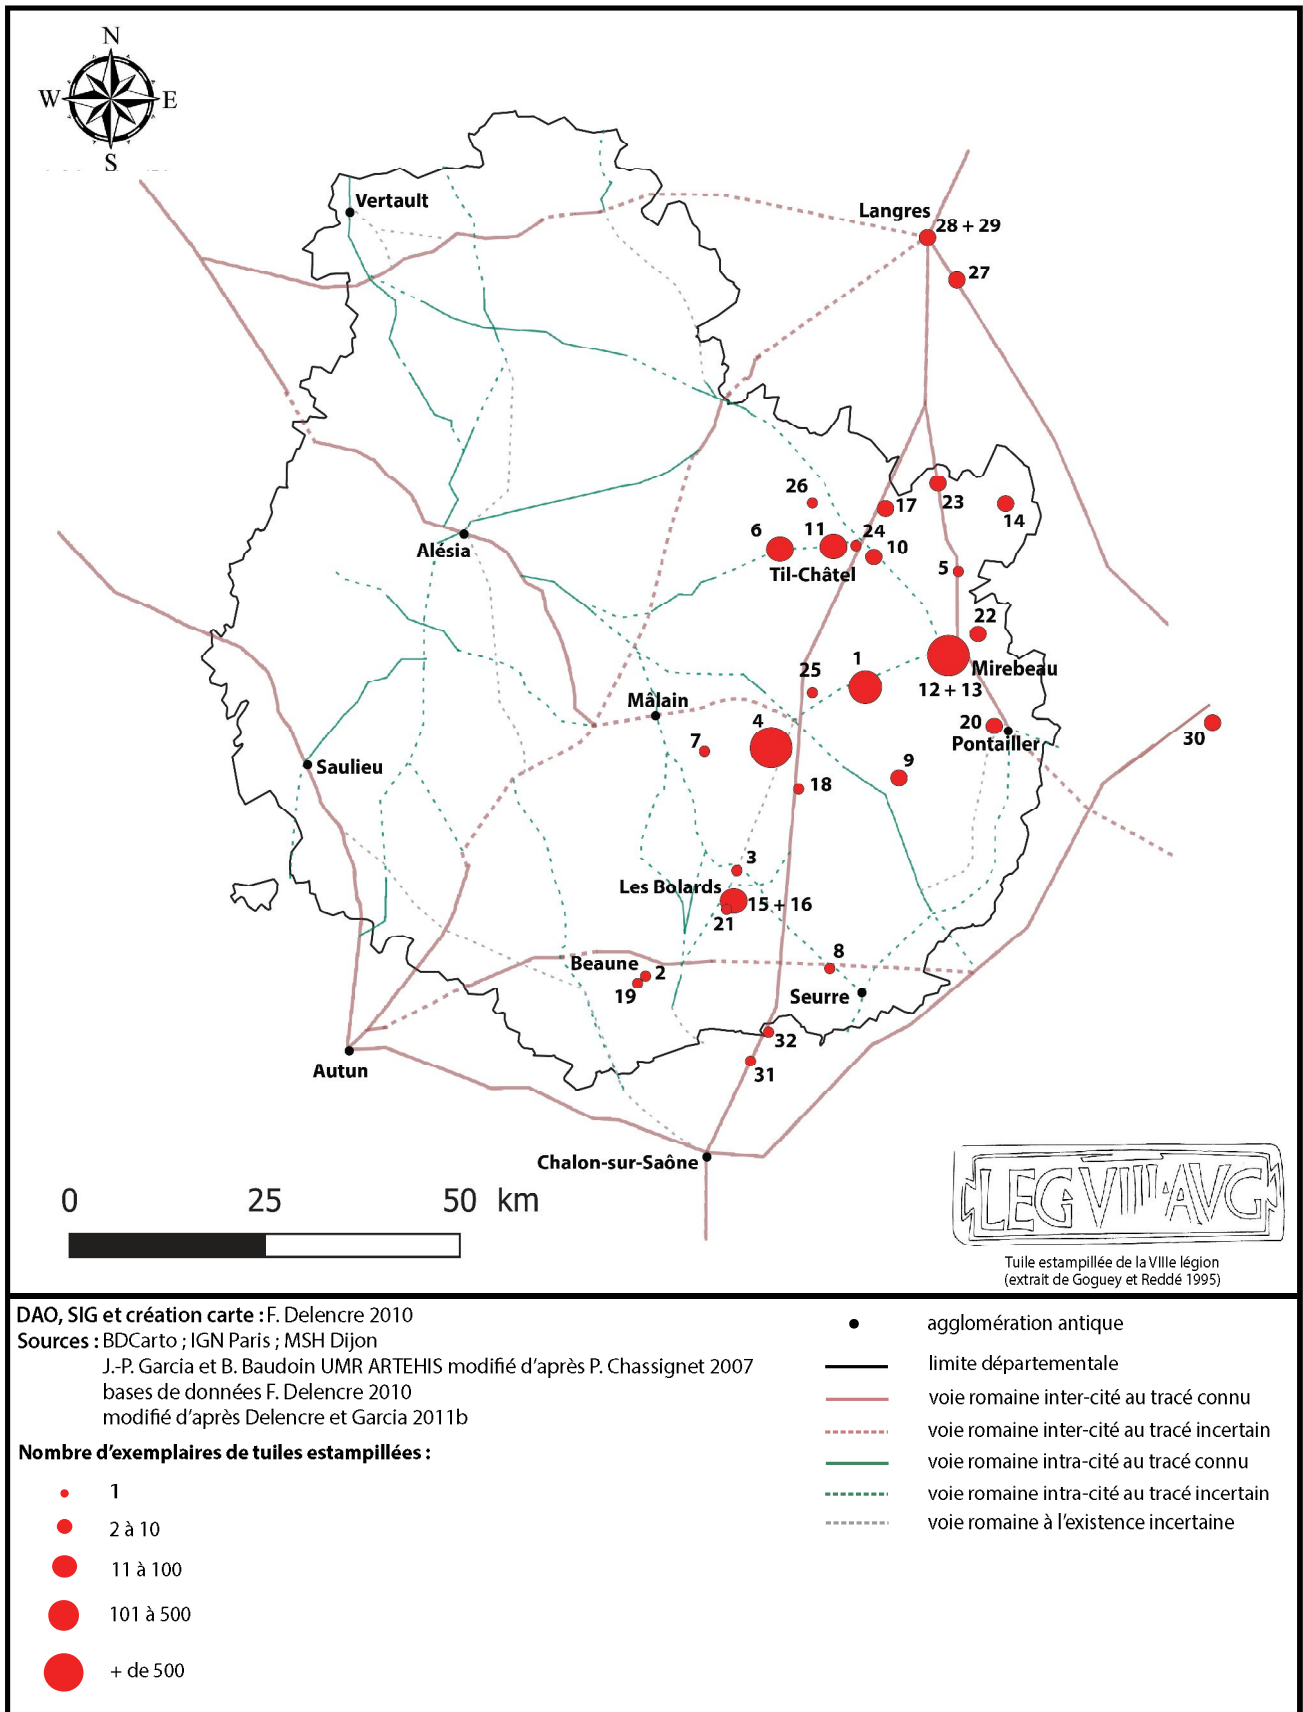 N
W
E
S
Vertault
Langres
28 + 29
27
26
17
23
14
6
11
24
10
Til-Châtel
5
Alésia
22
1
25
Mirebeau
12 + 13
Mâlain
4
7
20
Pontailler
30
9
Saulieu
18
3
Les Bolards
15 + 16
21
8
Beaune
2
19
Seurre
32
31
Autun
Chalon-sur-Saône
0 25 50 km
LEG VIII AVG
Tuile estampillée de la VIIIe légion
(extrait de Goguey et Reddé 1995)
DAO, SIG et création carte : F. Delencre 2010
Sources : BDCarto ; IGN Paris ; MSH Dijon
J.-P. Garcia et B. Baudoin UMR ARTEHIS modifié d'après P. Chassignet 2007
bases de données F. Delencre 2010
modifié d'après Delencre et Garcia 2011b
Nombre d'exemplaires de tuiles estampillées :
1
2 à 10
11 à 100
101 à 500
+ de 500
agglomération antique
limite départementale
voie romaine inter-cité au tracé connu
voie romaine inter-cité au tracé incertain
voie romaine intra-cité au tracé connu
voie romaine intra-cité au tracé incertain
voie romaine à l'existence incertaine